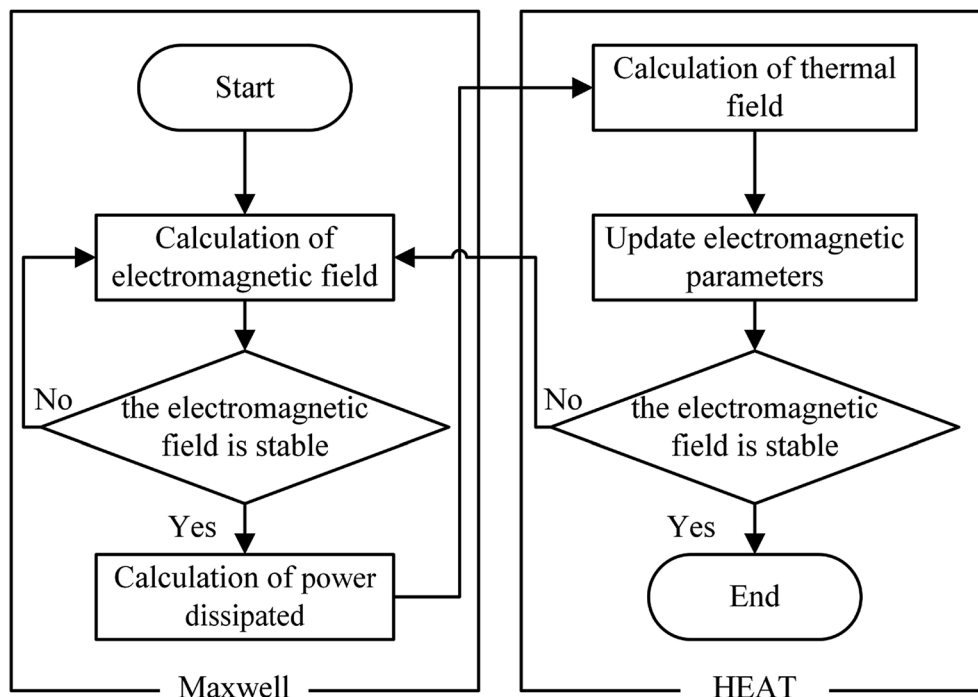 Start
Calculation of
electromagnetic field
No
the electromagnetic
field is stable
Yes
Calculation of power
dissipated
Maxwell
Calculation of thermal
field
Update electromagnetic
parameters
No
the electromagnetic
field is stable
Yes
End
HEAT